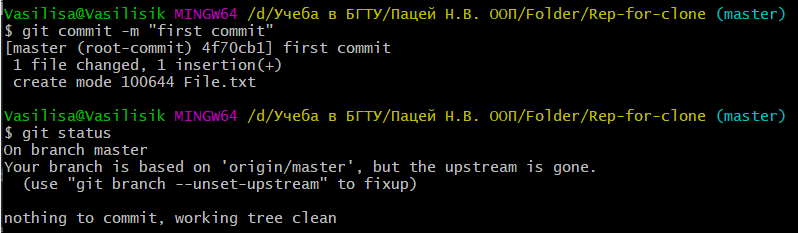 Vasilisa@Vasilisik MINGW64 /d/Учеба в БГТУ/Пацей Н.В. ООП/Folder/Rep-for-clone (master)
$ git commit -m "first commit"
[master (root-commit) 4f70cb1] first commit
 1 file changed, 1 insertion(+)
 create mode 100644 File.txt

Vasilisa@Vasilisik MINGW64 /d/Учеба в БГТУ/Пацей Н.В. ООП/Folder/Rep-for-clone (master)
$ git status
On branch master
Your branch is based on 'origin/master', but the upstream is gone.
  (use "git branch --unset-upstream" to fixup)

nothing to commit, working tree clean